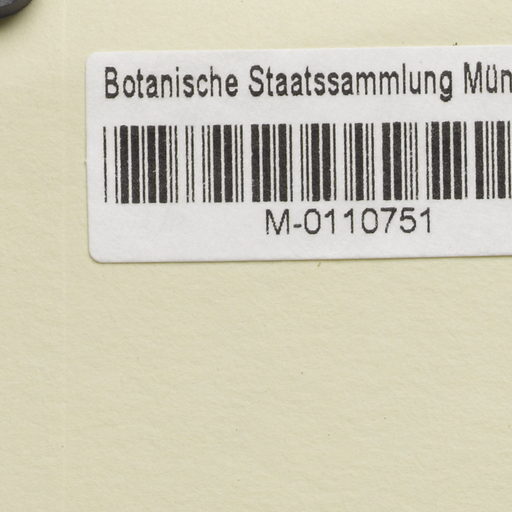 Botanische Staatssammlung Mün
M-0110751